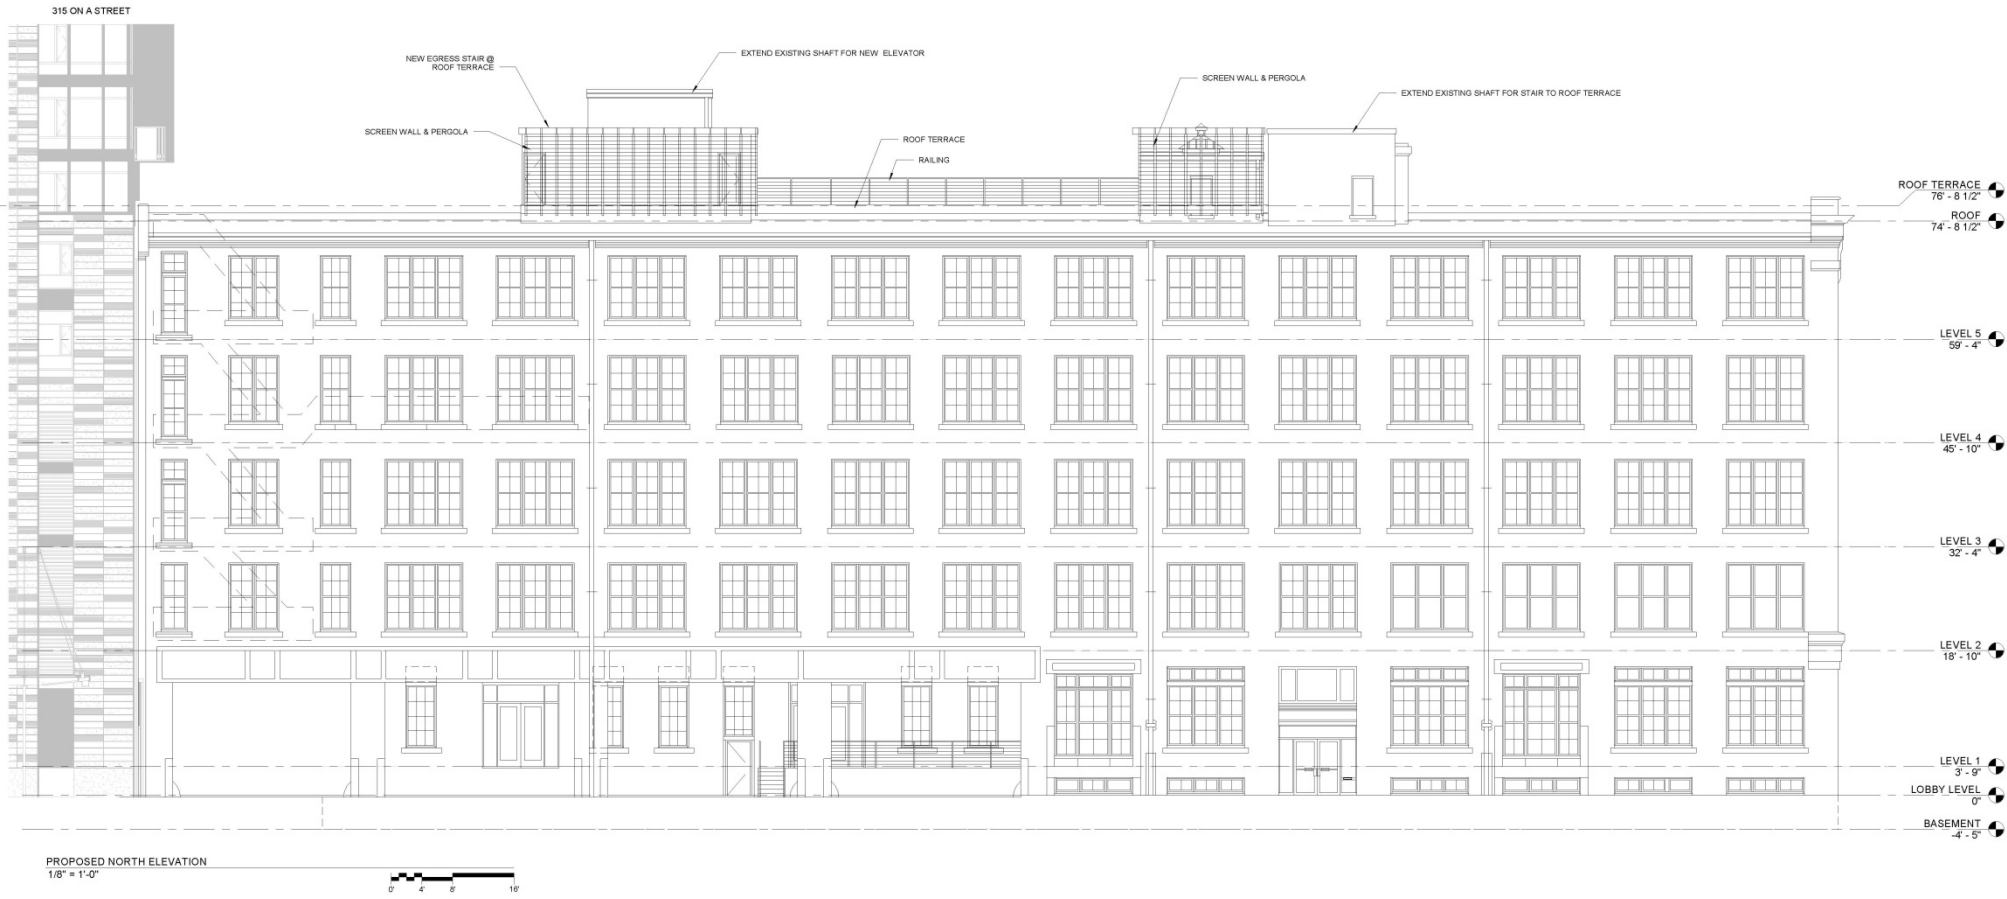 315 ON A STREET
NEW EGRESS STAIR @
ROOF TERRACE
EXTEND EXISTING SHAFT FOR NEW ELEVATOR
SCREEN WALL & PERGOLA
EXTEND EXISTING SHAFT FOR STAIR TO ROOF TERRACE
SCREEN WALL & PERGOLA
ROOF TERRACE
RAILING
ROOF TERRACE
76' - 8 1/2"
ROOF
74' - 8 1/2"
LEVEL 5
59' - 4"
LEVEL 4
45' - 10"
LEVEL 3
32' - 4"
LEVEL 2
18' - 10"
LEVEL 1
3' - 9"
LOBBY LEVEL
0"
BASEMENT
-4' - 5"
PROPOSED NORTH ELEVATION
1/8" = 1'-0"
0' 4' 8' 16'